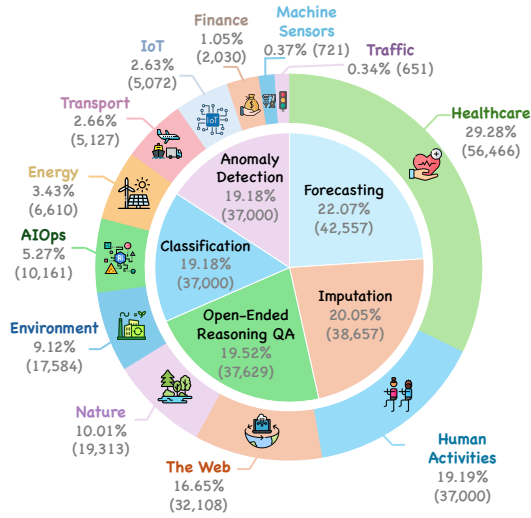 Finance
1.05%
(2,030)
Machine
Sensors
0.37% (721)
Traffic
0.34% (651)
IoT
2.63%
(5,072)
IoT
Transport
2.66%
(5,127)
Energy
3.43%
(6,610)
AIOps
5.27%
(10,161)
Environment
9.12%
(17,584)
Nature
10.01%
(19,313)
The Web
16.65%
(32,108)
Human
Activities
19.19%
(37,000)
Healthcare
29.28%
(56,466)
Anomaly
Detection
19.18%
(37,000)
Forecasting
22.07%
(42,557)
Classification
19.18%
(37,000)
Imputation
20.05%
(38,657)
Open-Ended
Reasoning QA
19.52%
(37,629)